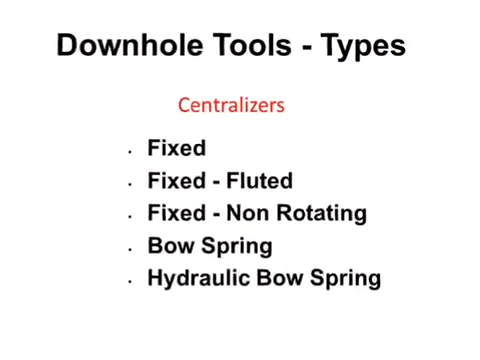 Downhole Tools - Types
Centralizers
· Fixed
· Fixed - Fluted
· Fixed - Non Rotating
· Bow Spring
· Hydraulic Bow Spring